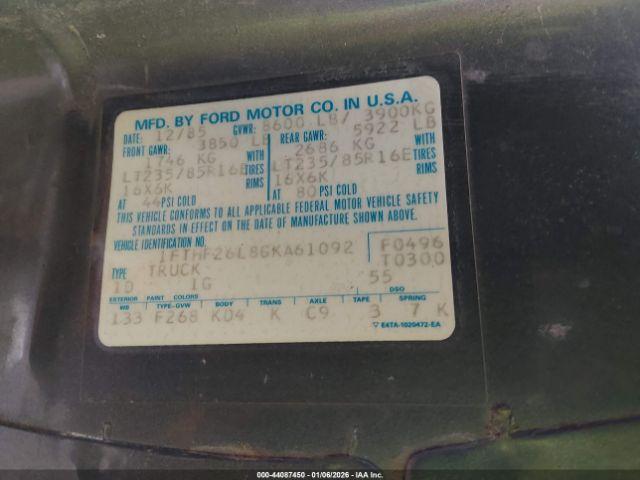 MFD. BY FORD MOTOR CO. IN U.S.A.
DATE: 12/85 GVWR: 8600 LB/ 3900KG
FRONT GAWR: 3850 LB REAR GAWR: 5922 LB
1746 KG WITH 2686 KG WITH
LT235/85R16E TIRES LT235/85R16E TIRES
16X6K RIMS 16X6K RIMS
AT 44 PSI COLD AT 80 PSI COLD
THIS VEHICLE CONFORMS TO ALL APPLICABLE FEDERAL MOTOR VEHICLE SAFETY
STANDARDS IN EFFECT ON THE DATE OF MANUFACTURE SHOWN ABOVE.
VEHICLE IDENTIFICATION NO. F0496
1FTHF26L8GKA61092 T0300
TYPE TRUCK
1D 1G 55
EXTERIOR PAINT COLORS DSO
WB TYPE-GVW BODY TRANS AXLE TAPE SPRING
133 F268 KD4 K C9 3 7 K
▽ E4TA-1020472-EA
000-44087450 - 01/06/2026 - IAA Inc.